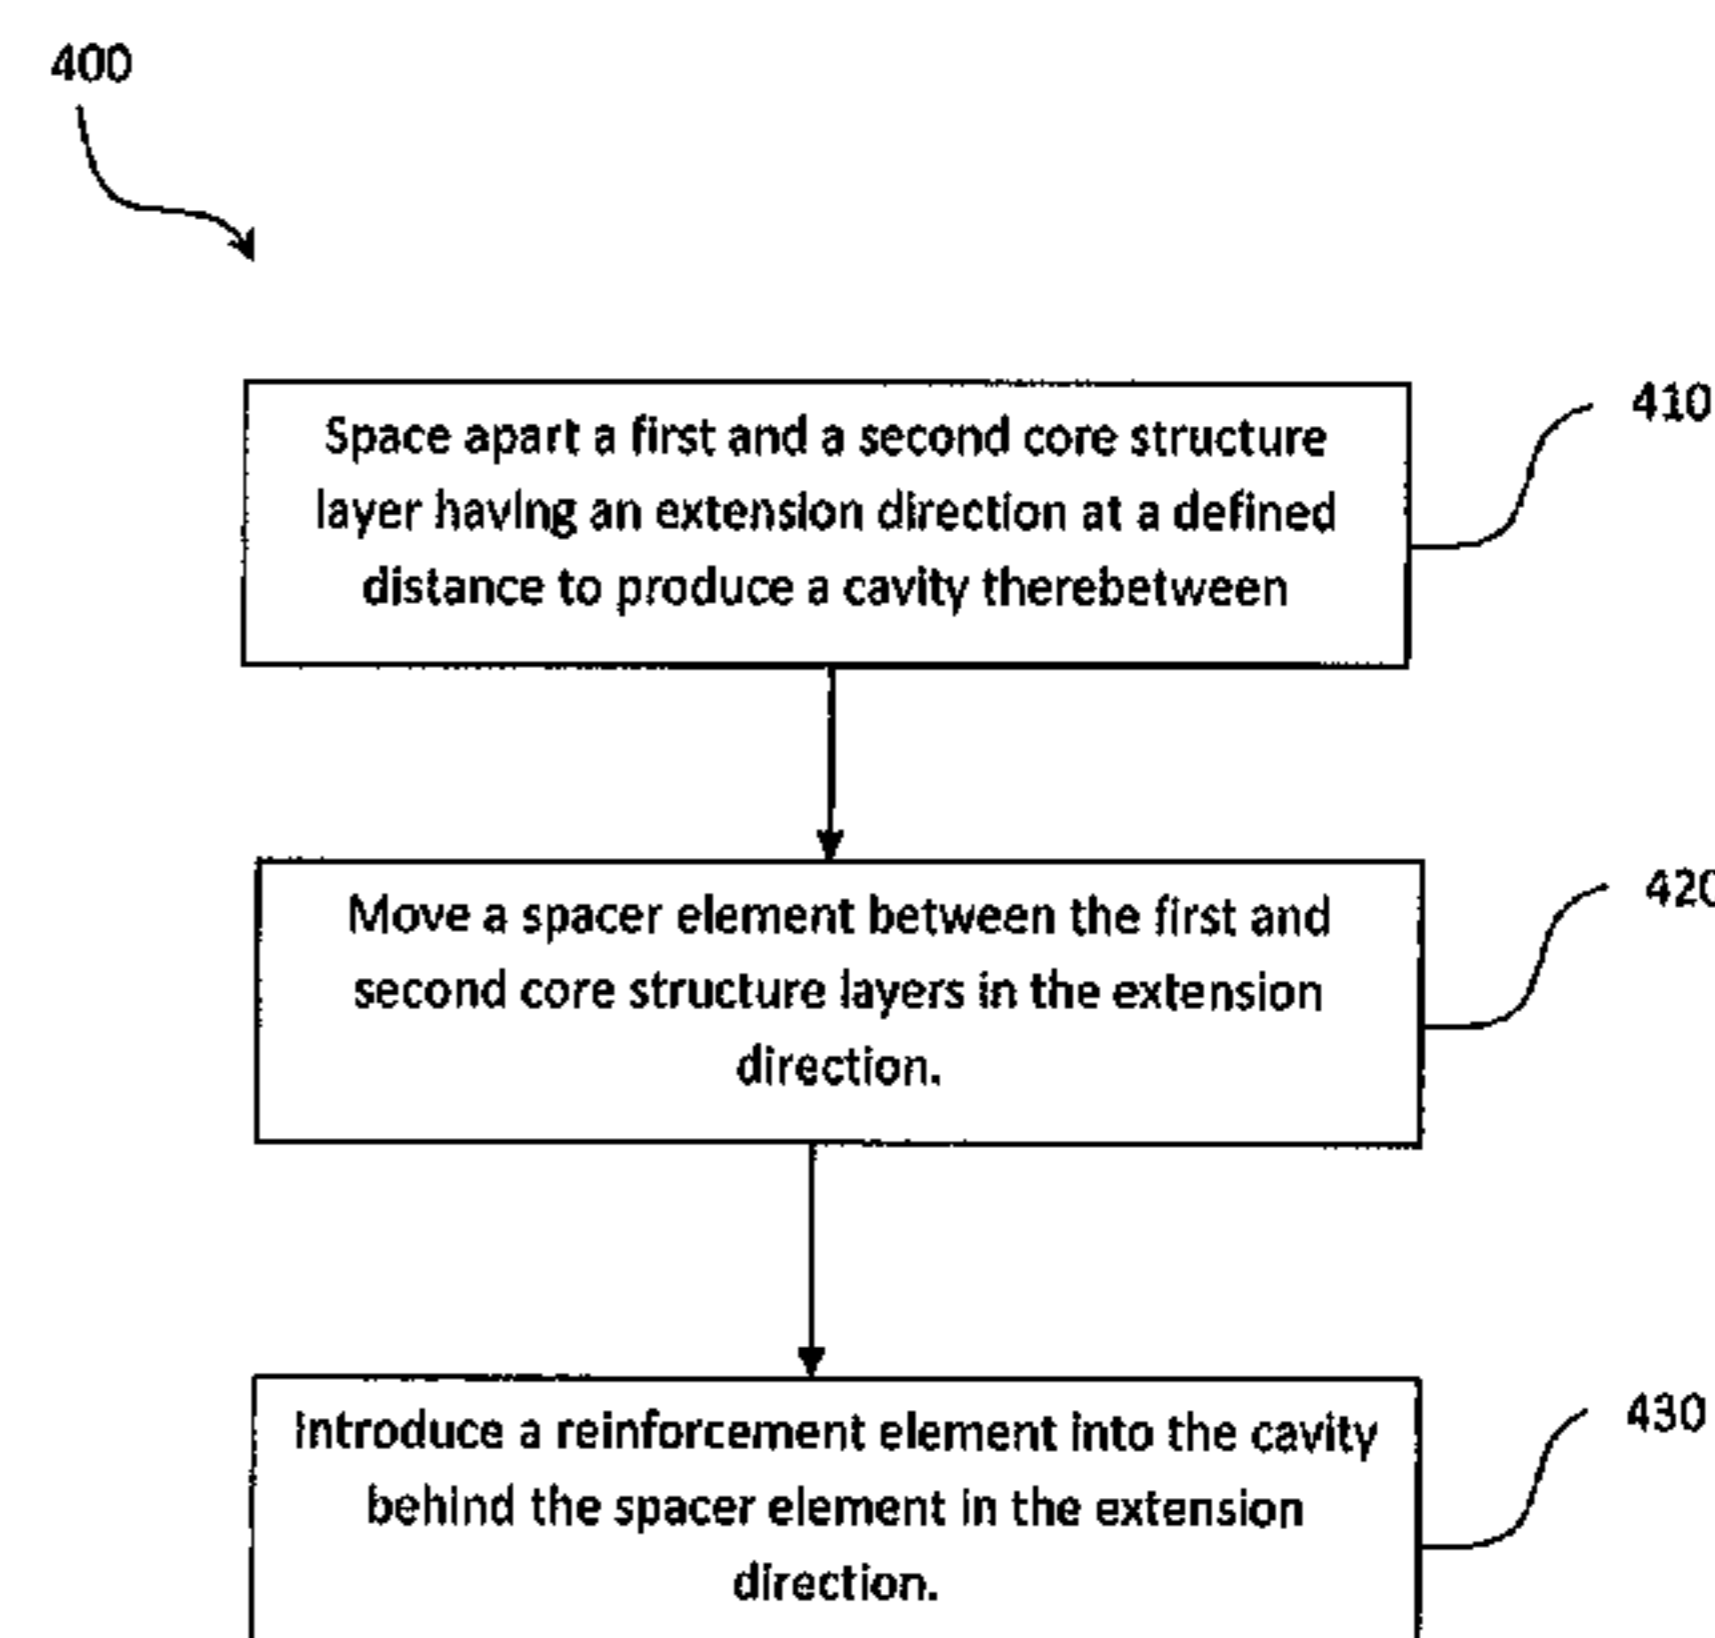 400
Space apart a first and a second core structure
layer having an extension direction at a defined
distance to produce a cavity therebetween
410
Move a spacer element between the first and
second core structure layers in the extension
direction.
420
Introduce a reinforcement element into the cavity
behind the spacer element in the extension
direction.
430